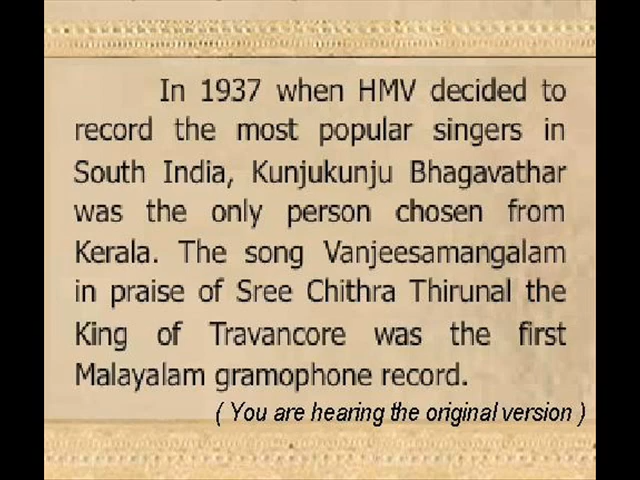 In 1937 when HMV decided to
record the most popular singers in
South India, Kunjukunju Bhagavathar
was the only person chosen from
Kerala. The song Vanjeesamangalam
in praise of Sree Chithra Thirunal the
King of Travancore was the first
Malayalam gramophone record.
( You are hearing the original version )